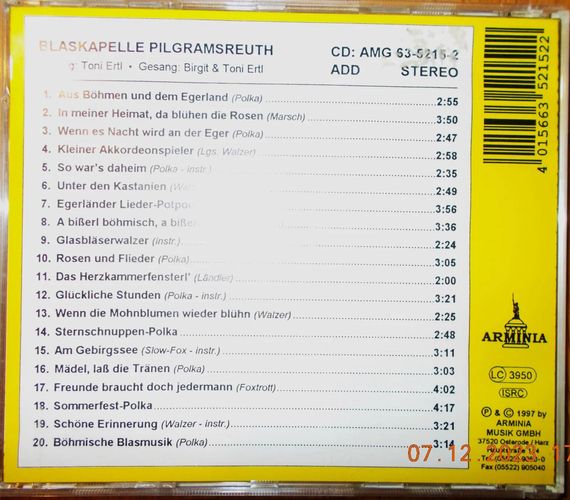 BLASKAPELLE PILGRAMSREUTH
CD: AMG 63-5215-2
Toni Ertl • Gesang: Birgit & Toni Ertl
ADD STEREO
1. Aus Böhmen und dem Egerland (Polka) 2:55
2. In meiner Heimat, da blühen die Rosen (Marsch) 3:50
3. Wenn es Nacht wird an der Eger (Polka) 2:47
4. Kleiner Akkordeonspieler (Lgs. Walzer) 2:58
5. So war's daheim (Polka - instr.) 2:35
6. Unter den Kastanien 2:49
7. Egerländer Lieder-Potpou 3:56
8. A bißerl böhmisch, a biße 3:36
9. Glasbläserwalzer (instr.) 2:24
10. Rosen und Flieder (Polka) 3:05
11. Das Herzkammerfensterl' (Ländler) 2:00
12. Glückliche Stunden (Polka - instr.) 3:21
13. Wenn die Mohnblumen wieder blühn (Walzer) 2:25
14. Sternschnuppen-Polka 2:48
15. Am Gebirgssee (Slow-Fox - instr.) 3:11
16. Mädel, laß die Tränen (Polka) 3:03
17. Freunde braucht doch jedermann (Foxtrott) 4:02
18. Sommerfest-Polka 4:17
19. Schöne Erinnerung (Walzer - instr.) 3:21
20. Böhmische Blasmusik (Polka) 3:14
4 015663 521522
ARMINIA
LC 3950
ISRC
℗ & © 1997 by
ARMINIA
MUSIK GMBH
37520 Osterode / Harz
Fax (05522) 905040
07.12.2